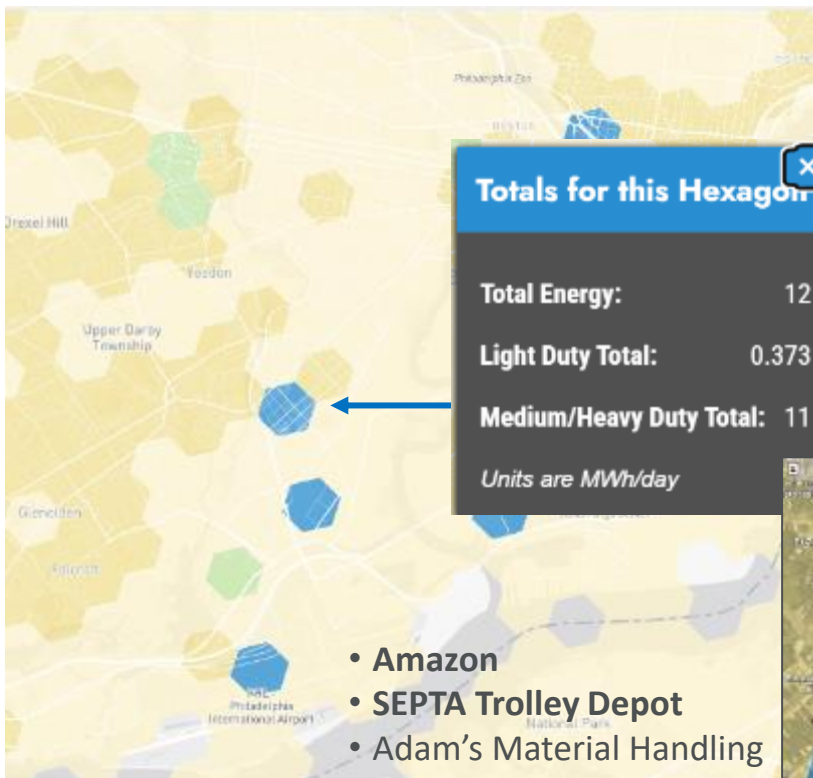 Philadelphia Zoo
Drexel Hill
Yeadon
Upper Darby
Township
Glenolden
Folcroft
Totals for this Hexagon
×
Total Energy: 12
Light Duty Total: 0.373
Medium/Heavy Duty Total: 11
Units are MWh/day
• Amazon
• SEPTA Trolley Depot
• Adam's Material Handling
PHL
Philadelphia
International Airport
National Park